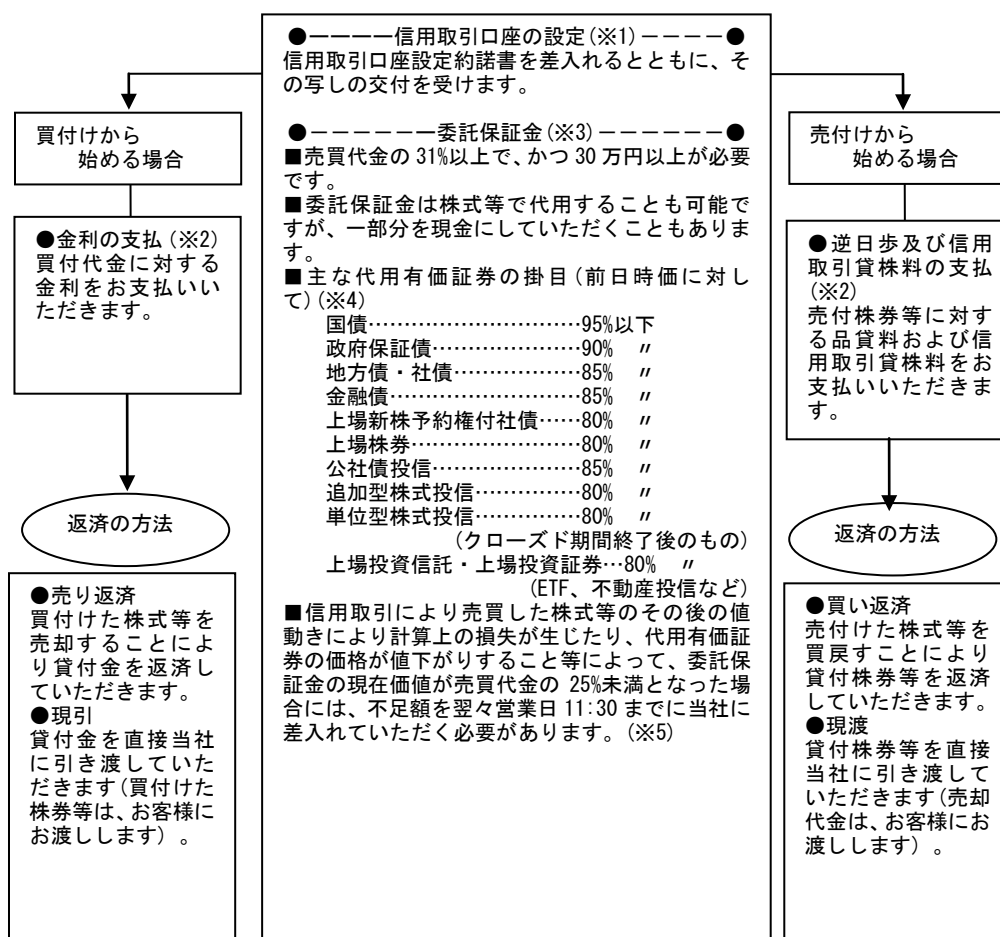 ●ーーーー信用取引口座の設定(※1)－－－－●
信用取引口座設定約諾書を差入れるとともに、そ
の写しの交付を受けます。
●－－－－－－委託保証金(※3)－－－－－－●
■売買代金の 31%以上で、かつ 30 万円以上が必要
です。
■委託保証金は株式等で代用することも可能で
すが、一部分を現金にしていただくこともありま
す。
■主な代用有価証券の掛目(前日時価に対し
て)(※4)
国債…………………………95%以下
政府保証債…………………90% 〃
地方債・社債………………85% 〃
金融債………………………85% 〃
上場新株予約権付社債……80% 〃
上場株券……………………80% 〃
公社債投信…………………85% 〃
追加型株式投信……………80% 〃
単位型株式投信……………80% 〃
(クローズド期間終了後のもの)
上場投資信託・上場投資証券…80% 〃
(ETF、不動産投信など)
■信用取引により売買した株式等のその後の値
動きにより計算上の損失が生じたり、代用有価証
券の価格が値下がりすること等によって、委託保
証金の現在価値が売買代金の 25%未満となった場
合には、不足額を翌々営業日 11:30 までに当社に
差入れていただく必要があります。(※5)
買付けから
始める場合
●金利の支払(※2)
買付代金に対する
金利をお支払いい
ただきます。
返済の方法
●売り返済
買付けた株式等を
売却することによ
り貸付金を返済し
ていただきます。
●現引
貸付金を直接当社
に引き渡していた
だきます(買付けた
株券等は、お客様に
お渡しします) 。
売付けから
始める場合
●逆日歩及び信用
取引貸株料の支払
(※2)
売付株券等に対す
る品貸料および信
用取引貸株料をお
支払いいただきま
す。
返済の方法
●買い返済
売付けた株式等を
買戻すことにより
貸付株券等を返済
していただきます。
●現渡
貸付株券等を直接
当社に引き渡して
いただきます(売却
代金は、お客様にお
渡しします) 。